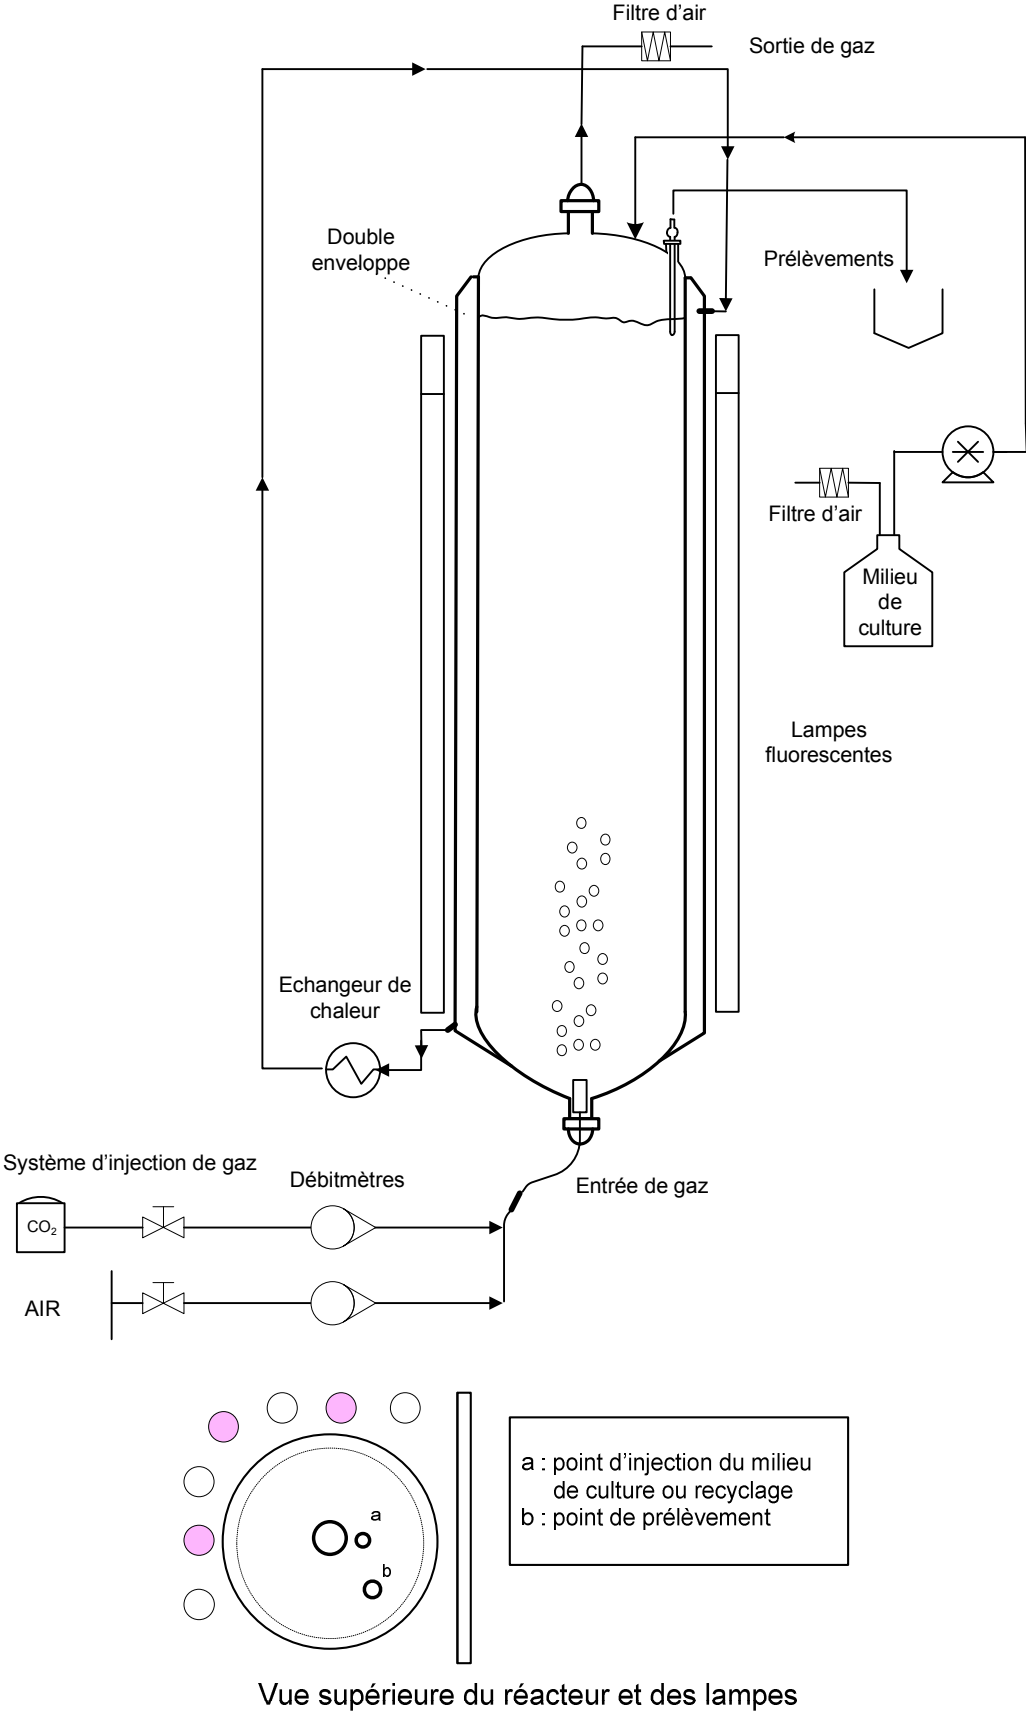 Filtre d'air
Sortie de gaz
Double
enveloppe
Prélèvements
Filtre d'air
Milieu
de
culture
Lampes
fluorescentes
Echangeur de
chaleur
Système d'injection de gaz
Débitmètres
Entrée de gaz
CO₂
AIR
a
b
a : point d'injection du milieu
de culture ou recyclage
b : point de prélèvement
Vue supérieure du réacteur et des lampes